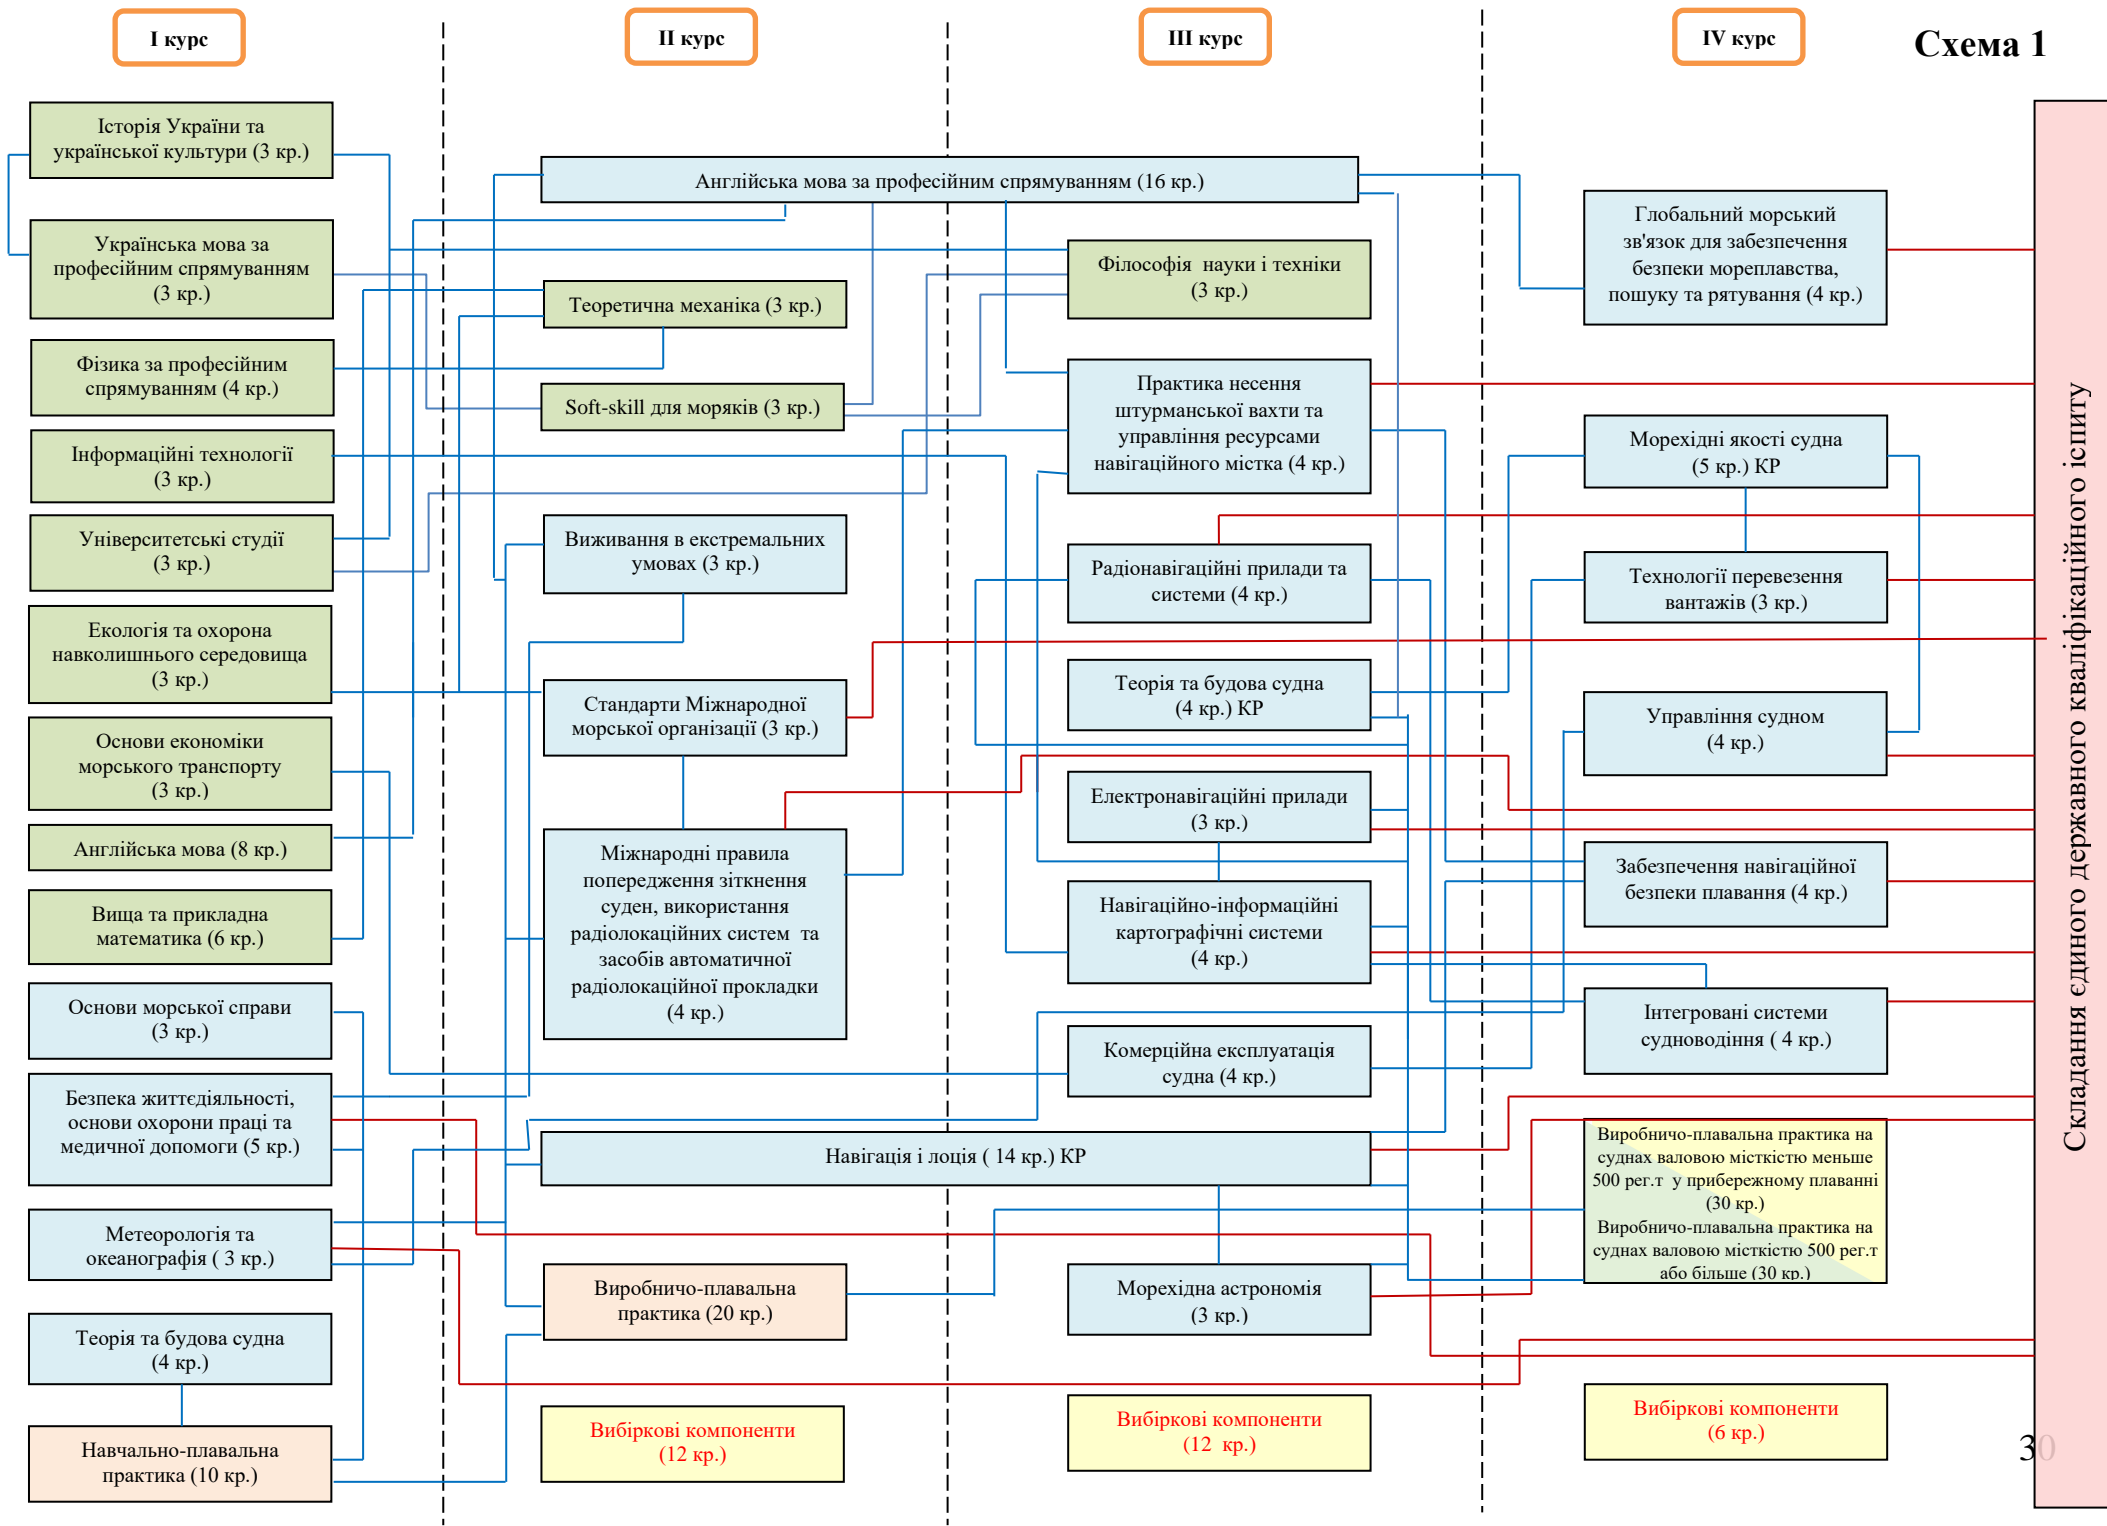 І курс
ІІ курс
ІІІ курс
IV курс
Схема 1
Історія України та
української культури (3 кр.)
Українська мова за
професійним спрямуванням
(3 кр.)
Фізика за професійним
спрямуванням (4 кр.)
Інформаційні технології
(3 кр.)
Університетські студії
(3 кр.)
Екологія та охорона
навколишнього середовища
(3 кр.)
Основи економіки
морського транспорту
(3 кр.)
Англійська мова (8 кр.)
Вища та прикладна
математика (6 кр.)
Основи морської справи
(3 кр.)
Безпека життєдіяльності,
основи охорони праці та
медичної допомоги (5 кр.)
Метеорологія та
океанографія ( 3 кр.)
Теорія та будова судна
(4 кр.)
Навчально-плавальна
практика (10 кр.)
Англійська мова за професійним спрямуванням (16 кр.)
Теоретична механіка (3 кр.)
Soft-skill для моряків (3 кр.)
Виживання в екстремальних
умовах (3 кр.)
Стандарти Міжнародної
морської організації (3 кр.)
Міжнародні правила
попередження зіткнення
суден, використання
радіолокаційних систем та
засобів автоматичної
радіолокаційної прокладки
(4 кр.)
Навігація і лоція ( 14 кр.) КР
Виробничо-плавальна
практика (20 кр.)
Вибіркові компоненти
(12 кр.)
Філософія науки і техніки
(3 кр.)
Практика несення
штурманської вахти та
управління ресурсами
навігаційного містка (4 кр.)
Радіонавігаційні прилади та
системи (4 кр.)
Теорія та будова судна
(4 кр.) КР
Електронавігаційні прилади
(3 кр.)
Навігаційно-інформаційні
картографічні системи
(4 кр.)
Комерційна експлуатація
судна (4 кр.)
Морехідна астрономія
(3 кр.)
Вибіркові компоненти
(12 кр.)
Глобальний морський
зв'язок для забезпечення
безпеки мореплавства,
пошуку та рятування (4 кр.)
Морехідні якості судна
(5 кр.) КР
Технології перевезення
вантажів (3 кр.)
Управління судном
(4 кр.)
Забезпечення навігаційної
безпеки плавання (4 кр.)
Інтегровані системи
судноводіння ( 4 кр.)
Виробничо-плавальна практика на
суднах валовою місткістю меньше
500 рег.т у прибережному плаванні
(30 кр.)
Виробничо-плавальна практика на
суднах валовою місткістю 500 рег.т
або більше (30 кр.)
Вибіркові компоненти
(6 кр.)
Складання єдиного державного кваліфікаційного іспиту
30